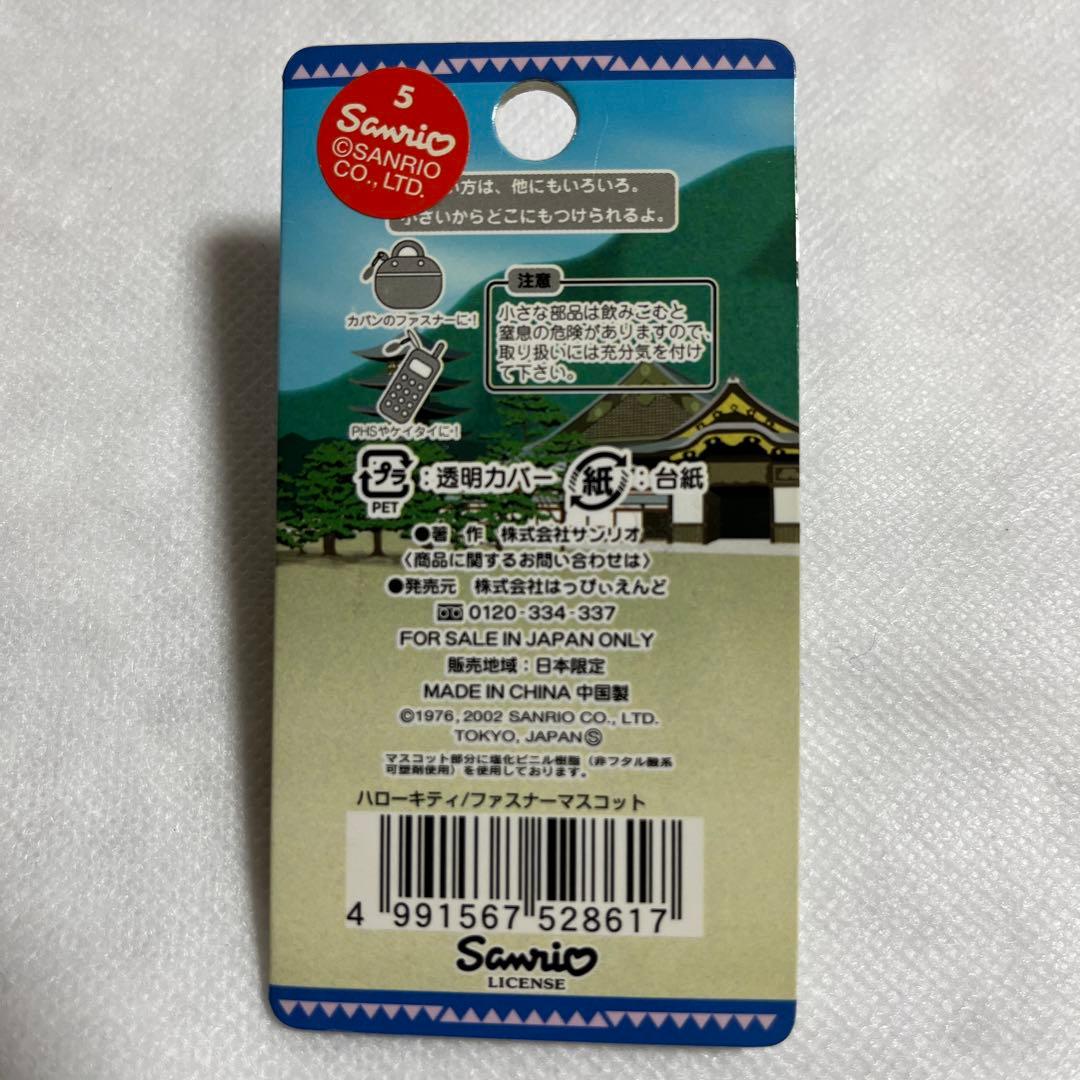 5
Sanrio
©SANRIO
CO., LTD.
い方は、他にもいろいろ。
小さいからどこにもつけられるよ。
カバンのファスナーに！
PHSやケイタイに！
注意
小さな部品は飲みこむと
窒息の危険がありますので、
取り扱いには充分気を付け
て下さい。
プラ PET：透明カバー 紙：台紙
●著 作 株式会社サンリオ
〈商品に関するお問い合わせは〉
●発売元 株式会社はっぴぃえんど
0120-334-337
FOR SALE IN JAPAN ONLY
販売地域：日本限定
MADE IN CHINA 中国製
©1976, 2002 SANRIO CO., LTD.
TOKYO, JAPAN Ⓢ
マスコット部分に塩化ビニル樹脂（非フタル酸系
可塑剤使用）を使用しております。
ハローキティ/ファスナーマスコット
4 991567 528617
Sanrio
LICENSE